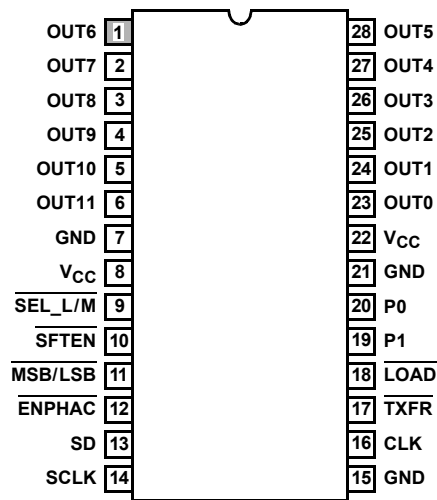 OUT6 1 28 OUT5
OUT7 2 27 OUT4
OUT8 3 26 OUT3
OUT9 4 25 OUT2
OUT10 5 24 OUT1
OUT11 6 23 OUT0
GND 7 22 VCC
VCC 8 21 GND
SEL_L/M 9 20 P0
SFTEN 10 19 P1
MSB/LSB 11 18 LOAD
ENPHAC 12 17 TXFR
SD 13 16 CLK
SCLK 14 15 GND